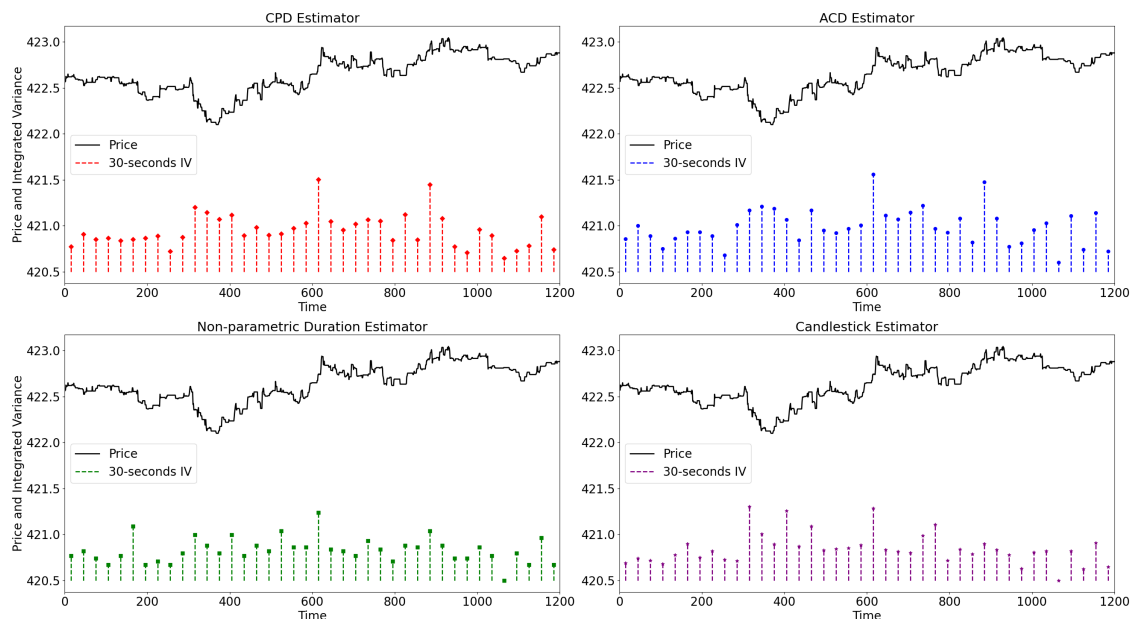 CPD Estimator
Price and Integrated Variance
423.0
422.5
422.0
421.5
421.0
420.5
Price
30-seconds IV
0 200 400 600 800 1000 1200
Time
ACD Estimator
423.0
422.5
422.0
421.5
421.0
420.5
Price
30-seconds IV
0 200 400 600 800 1000 1200
Time
Non-parametric Duration Estimator
Price and Integrated Variance
423.0
422.5
422.0
421.5
421.0
420.5
Price
30-seconds IV
0 200 400 600 800 1000 1200
Time
Candlestick Estimator
423.0
422.5
422.0
421.5
421.0
420.5
Price
30-seconds IV
0 200 400 600 800 1000 1200
Time